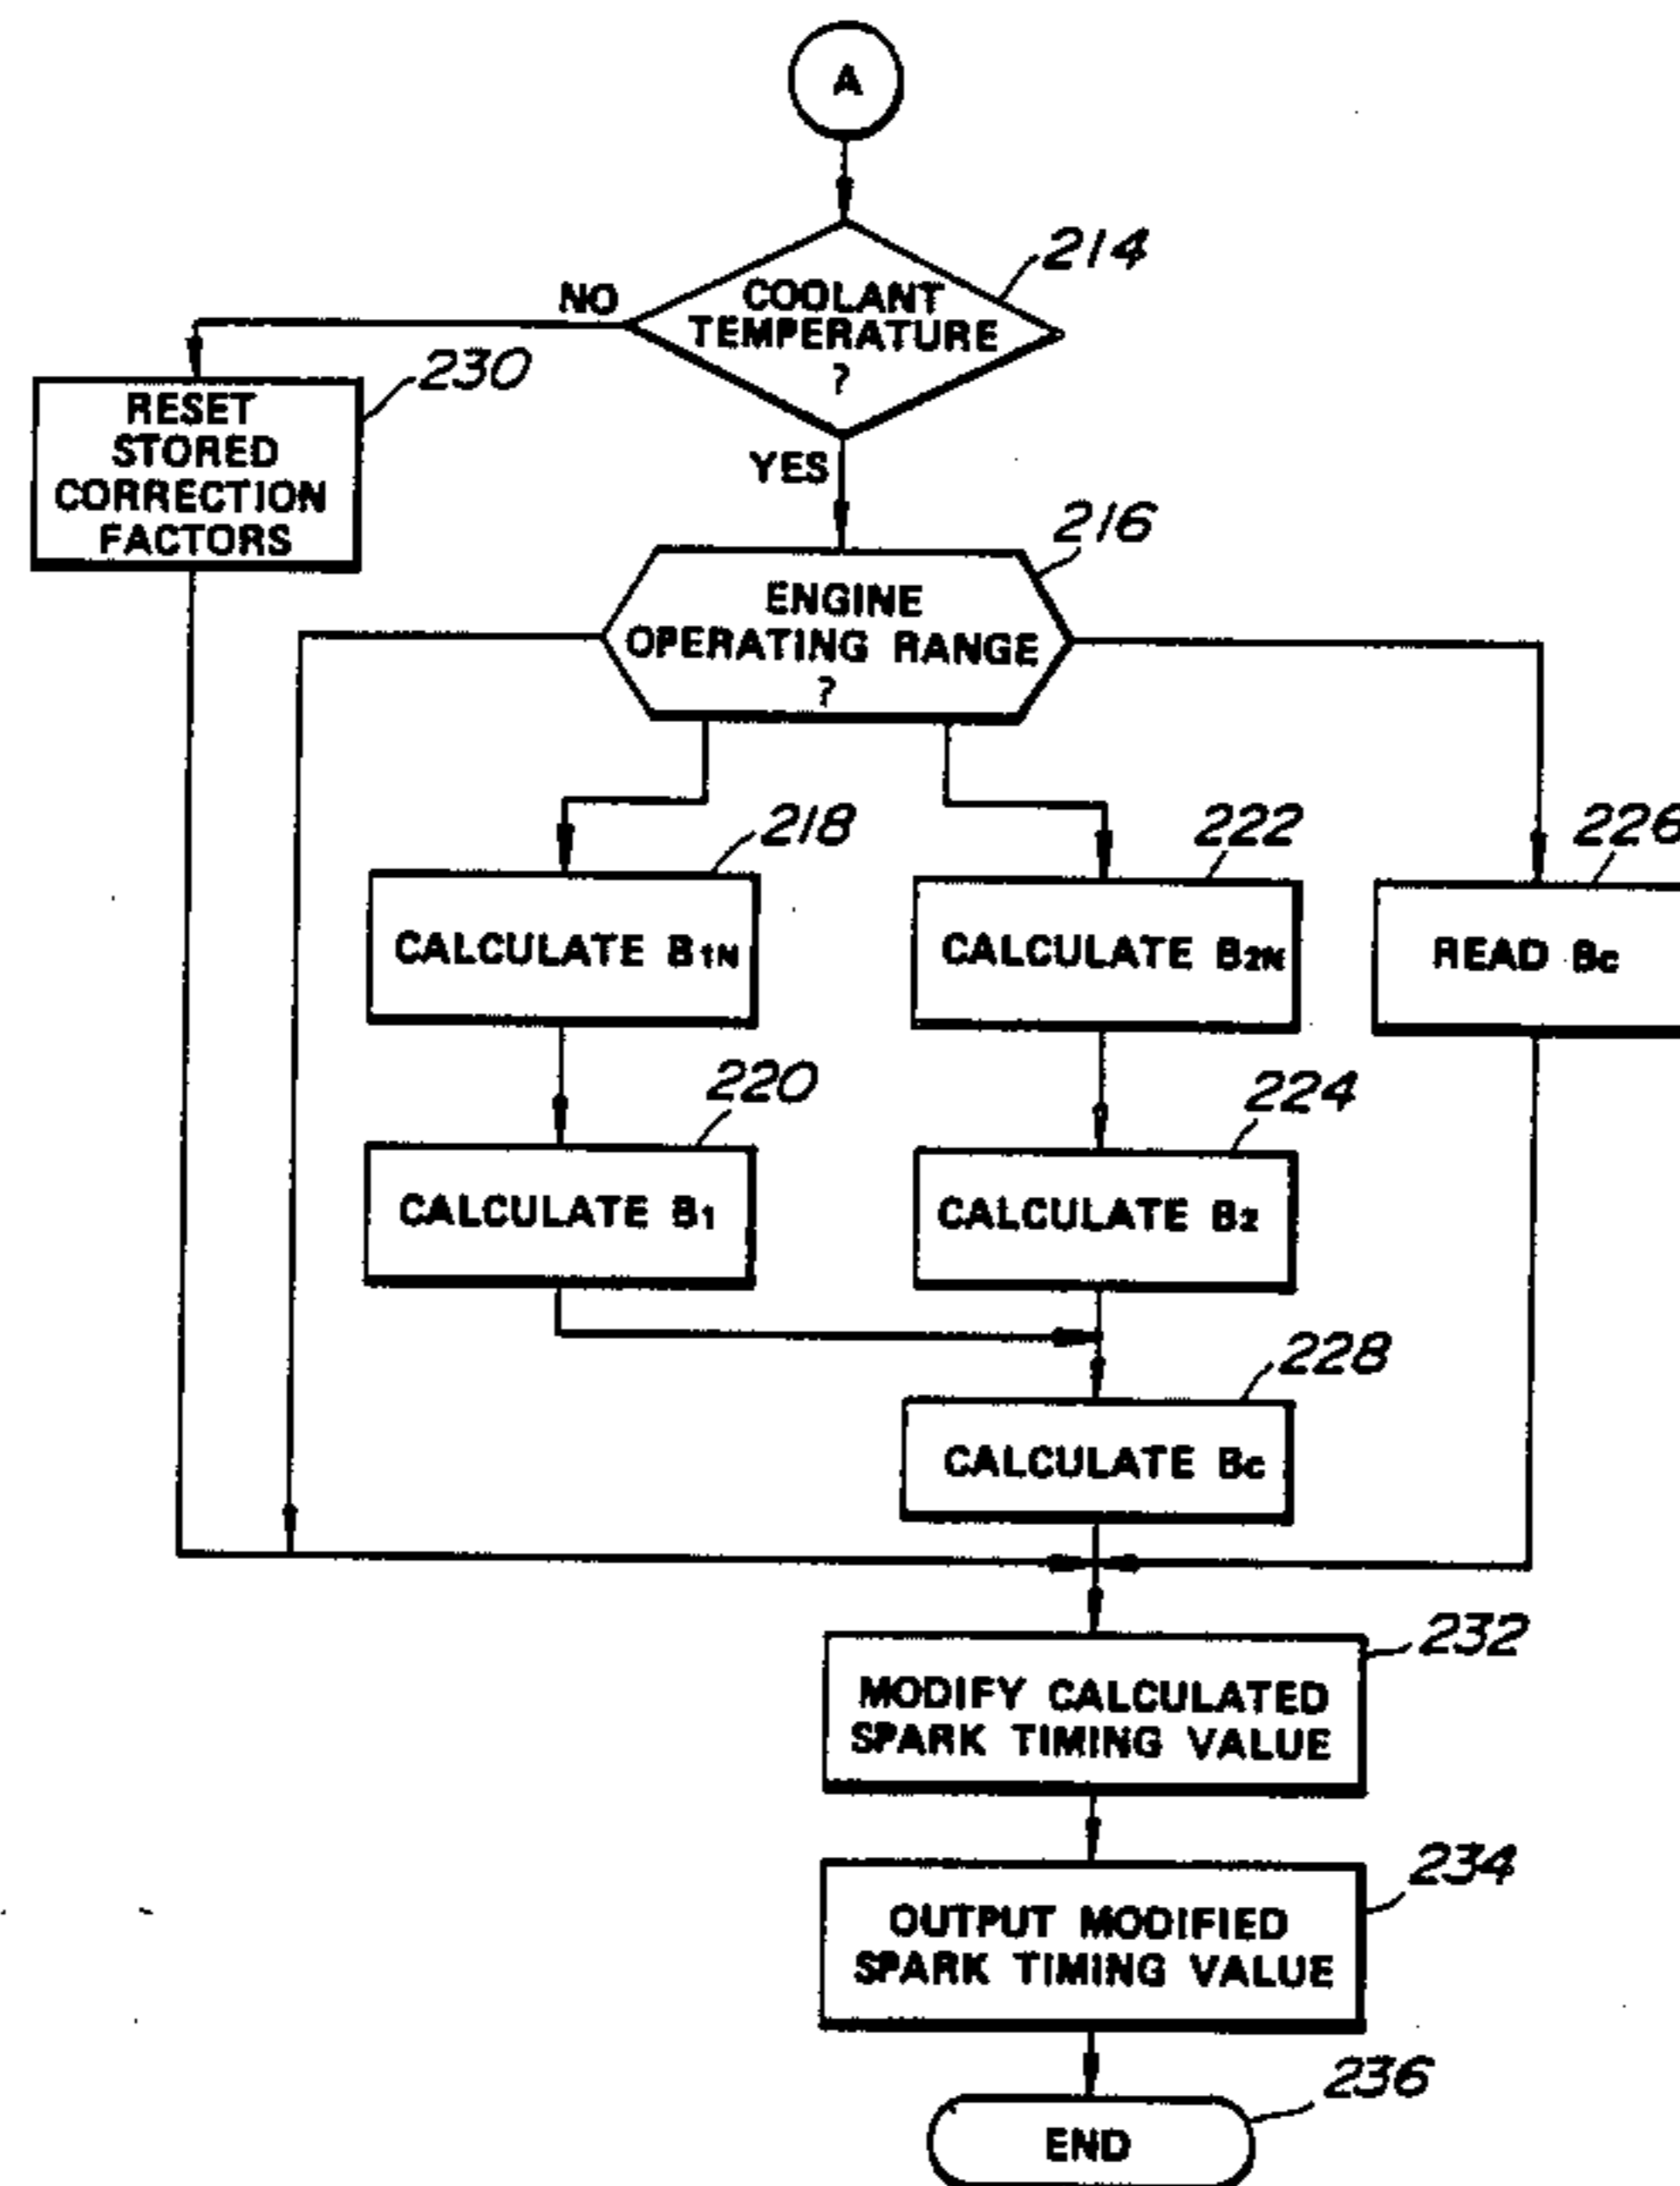 A
214
NO
COOLANT
TEMPERATURE
?
230
RESET
STORED
CORRECTION
FACTORS
YES
216
ENGINE
OPERATING RANGE
?
218
222
226
CALCULATE B1N
CALCULATE B2N
READ Bc
220
224
CALCULATE B1
CALCULATE B2
228
CALCULATE Bc
232
MODIFY CALCULATED
SPARK TIMING VALUE
234
OUTPUT MODIFIED
SPARK TIMING VALUE
236
END